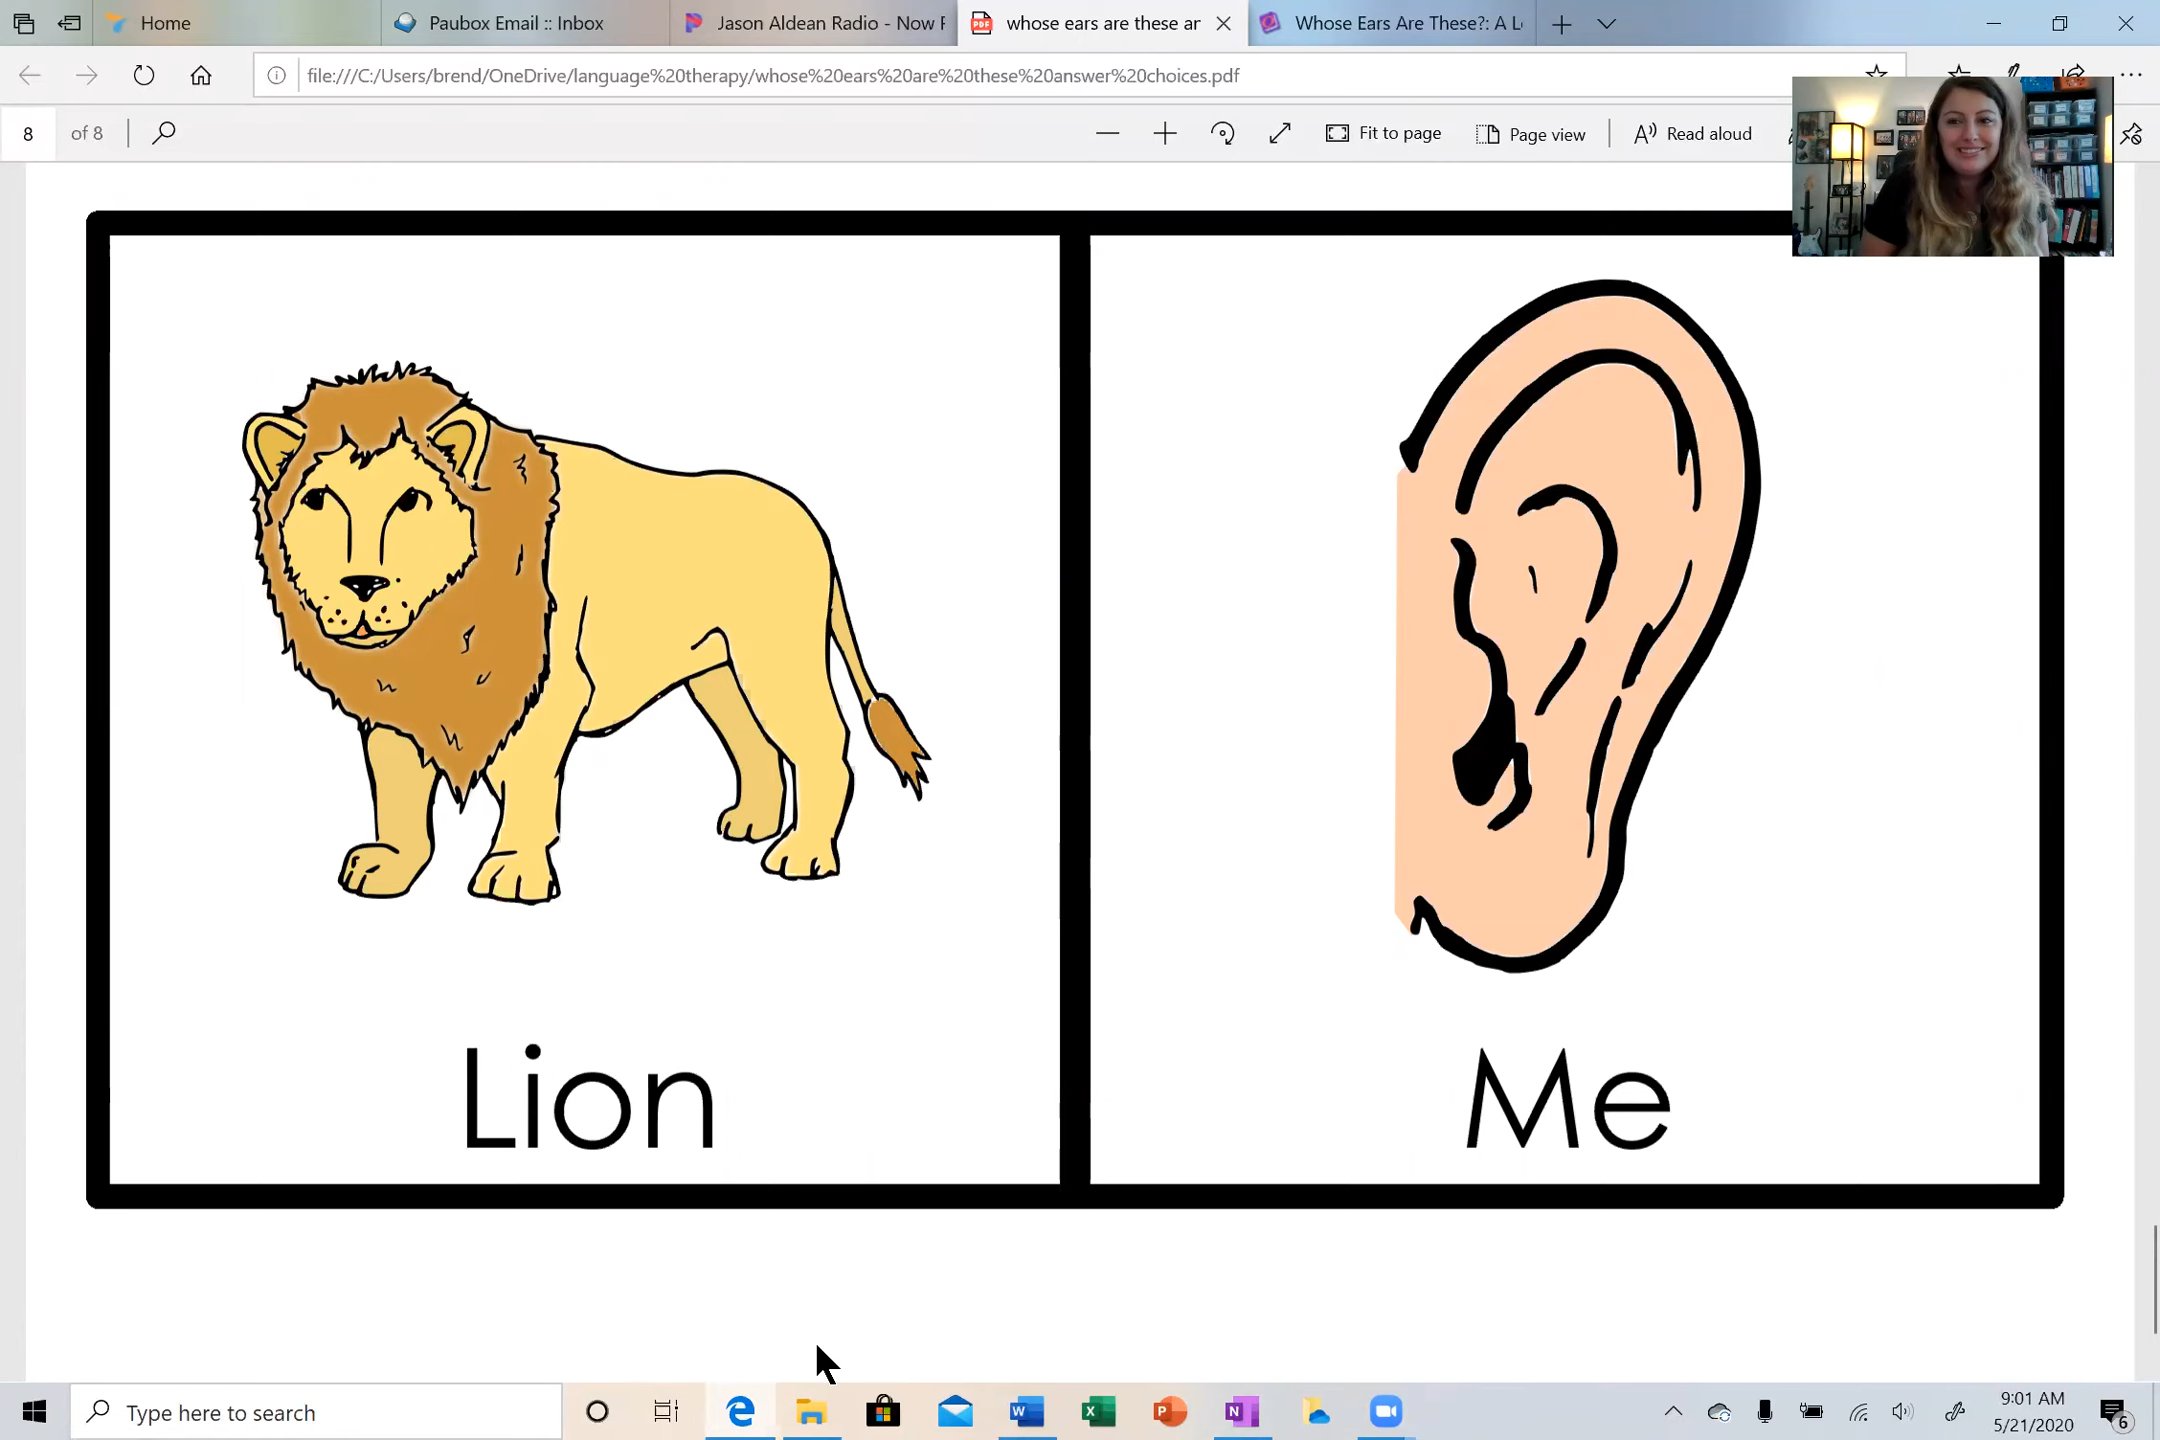 Home
Paubox Email :: Inbox
Jason Aldean Radio - Now
whose ears are these ar
Whose Ears Are These?: A L
file:///C:/Users/brend/OneDrive/language%20therapy/whose%20ears%20are%20these%20answer%20choices.pdf
8 of 8
Fit to page
Page view
Read aloud
Lion
Me
Type here to search
9:01 AM
5/21/2020
6